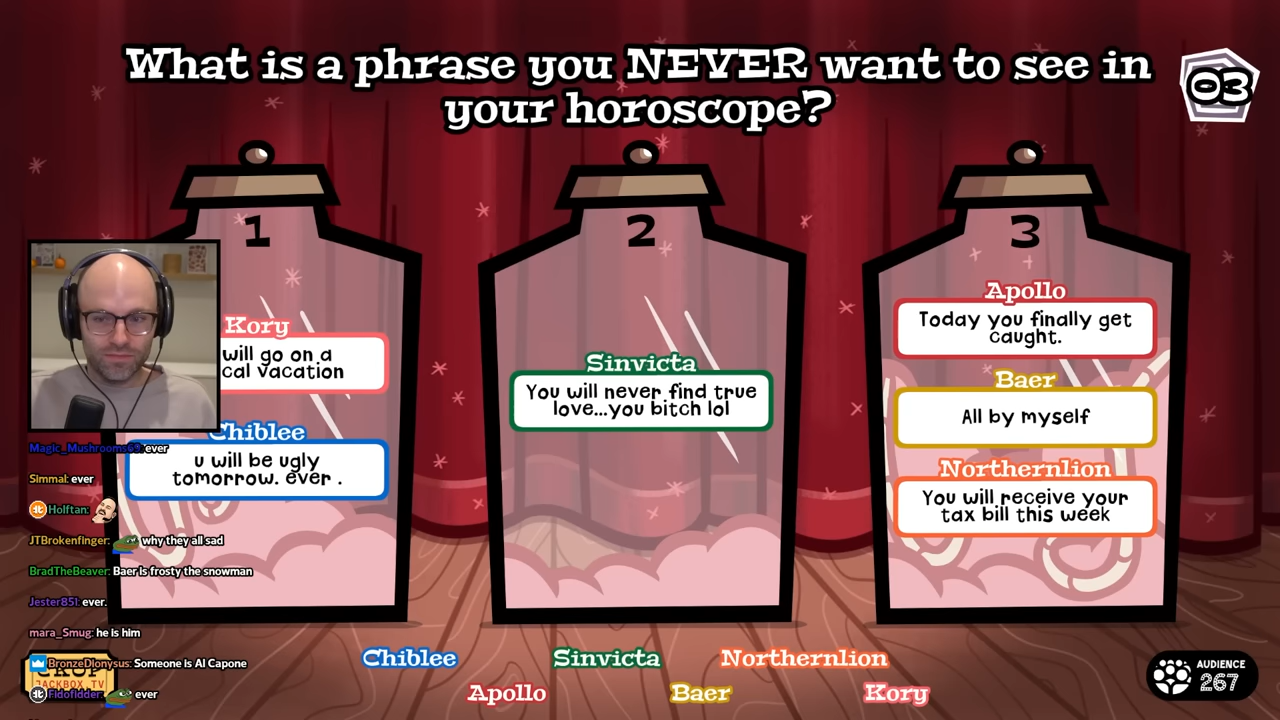 What is a phrase you NEVER want to see in
your horoscope?
03
1
2
3
Kory
will go on a
cal vacation
Chiblee
u will be ugly
tomorrow. ever .
Sinvicta
You will never find true
love...you bitch lol
Apollo
Today you finally get
caught.
Baer
All by myself
Northernlion
You will receive your
tax bill this week
Magic_Mushrooms69: ever
Simmal: ever
Holftan:
JTBrokenfinger: why they all sad
BradTheBeaver: Baer is frosty the snowman
Jester851: ever.
mara_Smug: he is him
BronzeDionysus: Someone is Al Capone
JACKBOX.TV
Fidofidder: ever
Chiblee
Sinvicta
Northernlion
Apollo
Baer
Kory
AUDIENCE
267